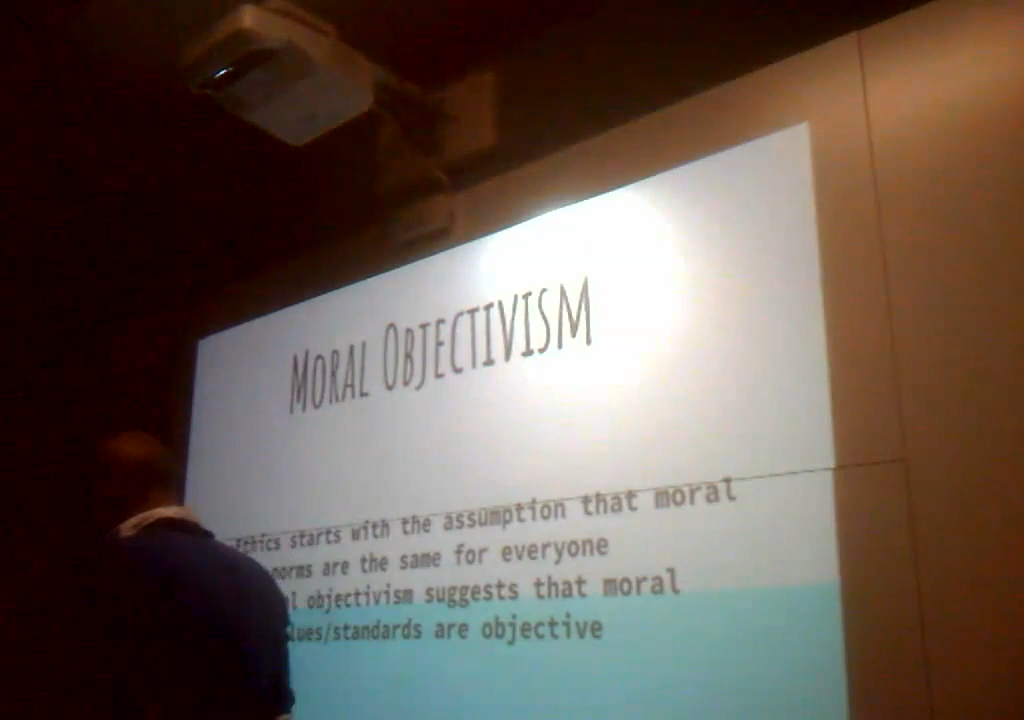 MORAL OBJECTIVISM
Ethics starts with the assumption that moral
norms are the same for everyone
objectivism suggests that moral
/standards are objective